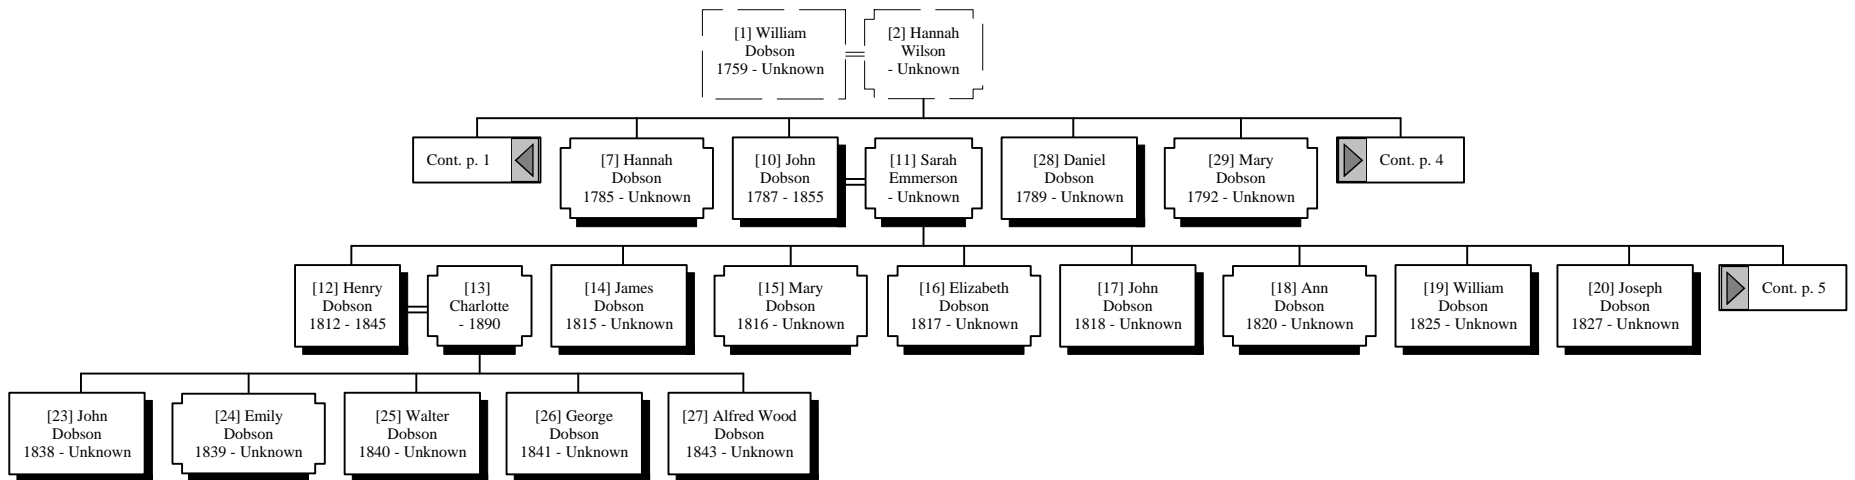 [1] William
Dobson
1759 - Unknown
[2] Hannah
Wilson
- Unknown
Cont. p. 1
[7] Hannah
Dobson
1785 - Unknown
[10] John
Dobson
1787 - 1855
[11] Sarah
Emmerson
- Unknown
[28] Daniel
Dobson
1789 - Unknown
[29] Mary
Dobson
1792 - Unknown
Cont. p. 4
[12] Henry
Dobson
1812 - 1845
[13]
Charlotte
- 1890
[14] James
Dobson
1815 - Unknown
[15] Mary
Dobson
1816 - Unknown
[16] Elizabeth
Dobson
1817 - Unknown
[17] John
Dobson
1818 - Unknown
[18] Ann
Dobson
1820 - Unknown
[19] William
Dobson
1825 - Unknown
[20] Joseph
Dobson
1827 - Unknown
Cont. p. 5
[23] John
Dobson
1838 - Unknown
[24] Emily
Dobson
1839 - Unknown
[25] Walter
Dobson
1840 - Unknown
[26] George
Dobson
1841 - Unknown
[27] Alfred Wood
Dobson
1843 - Unknown